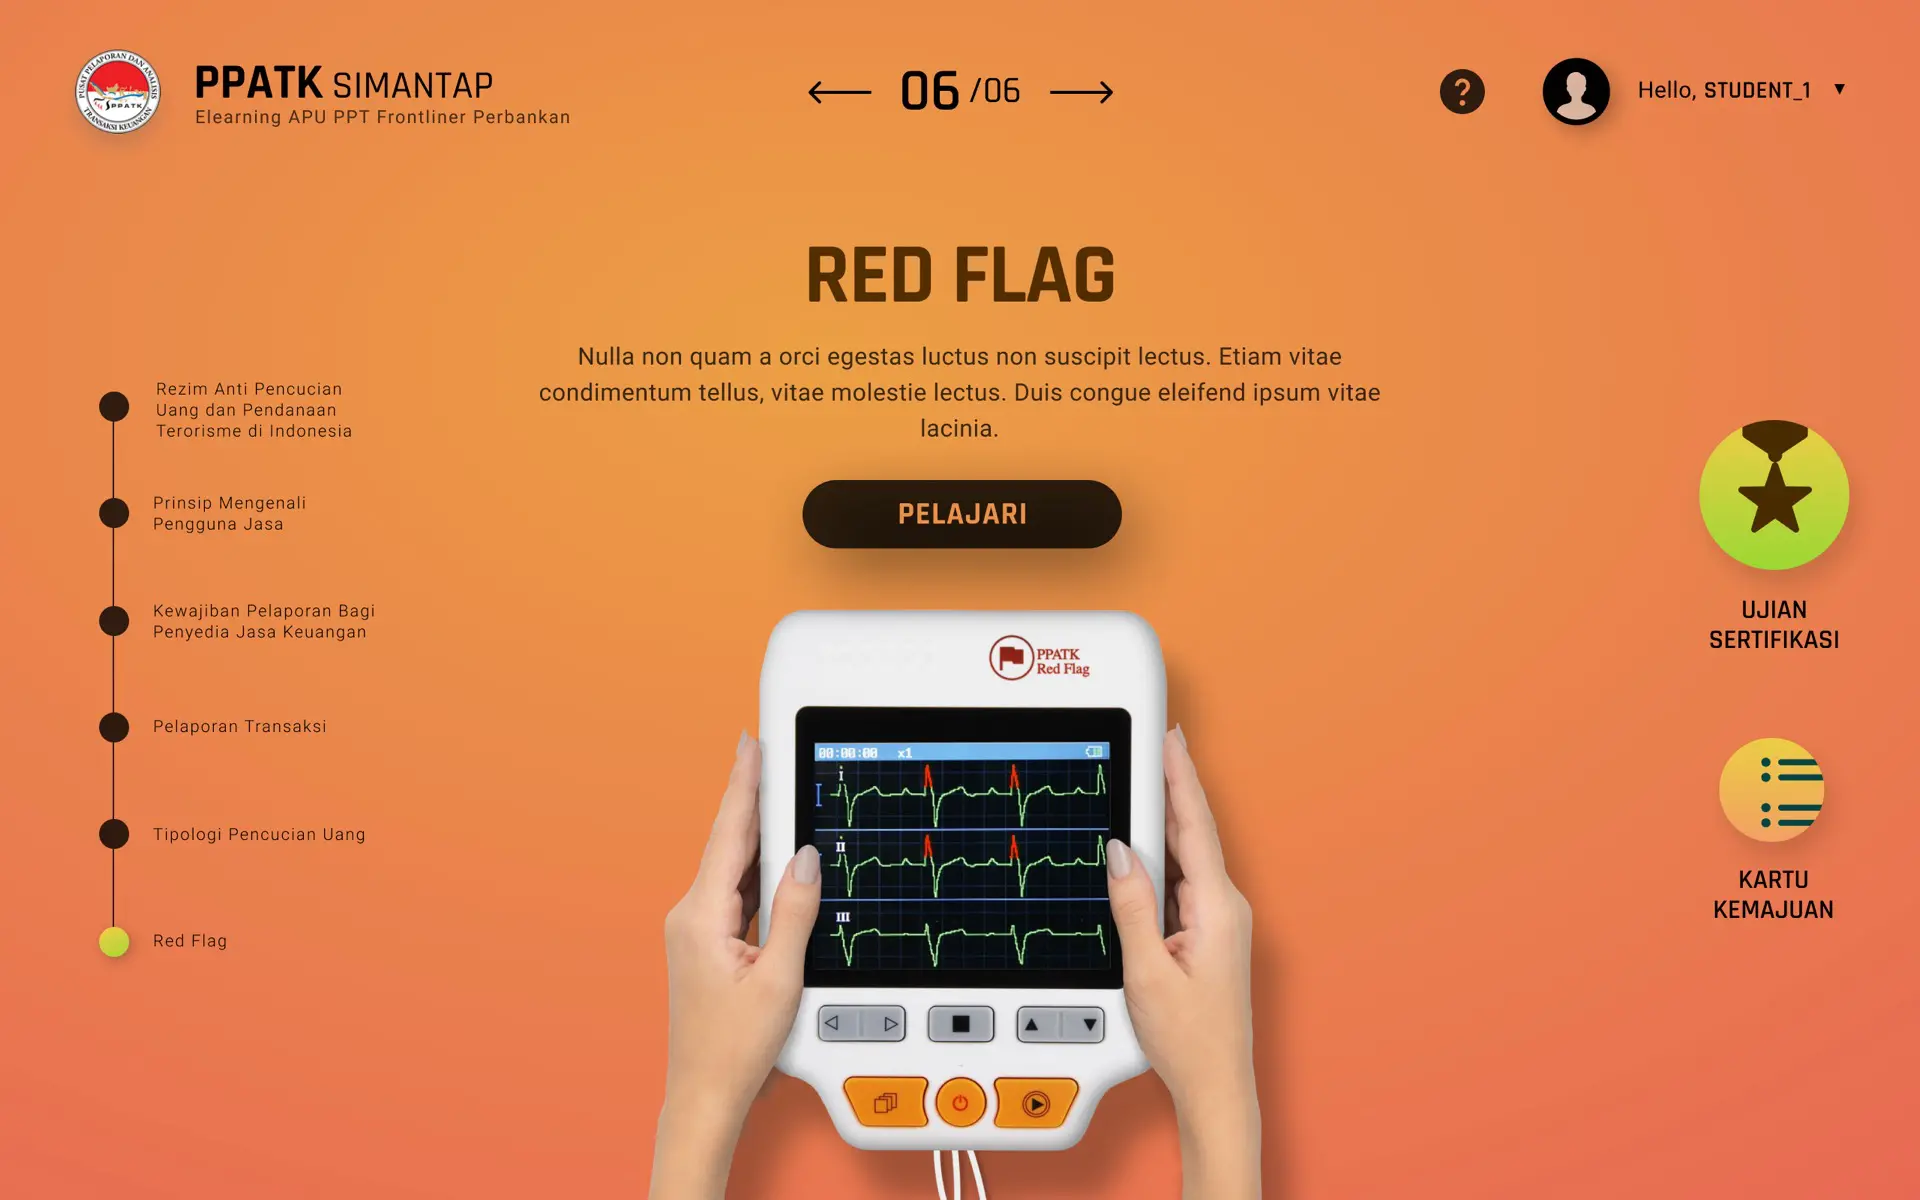 PUSAT PELAPORAN DAN ANALISIS
PPATK
TRANSAKSI KEUANGAN
PPATK SIMANTAP
Elearning APU PPT Frontliner Perbankan
06 /06
?
Hello, STUDENT_1
RED FLAG
Nulla non quam a orci egestas luctus non suscipit lectus. Etiam vitae
condimentum tellus, vitae molestie lectus. Duis congue eleifend ipsum vitae
lacinia.
PELAJARI
Rezim Anti Pencucian
Uang dan Pendanaan
Terorisme di Indonesia
Prinsip Mengenali
Pengguna Jasa
Kewajiban Pelaporan Bagi
Penyedia Jasa Keuangan
Pelaporan Transaksi
Tipologi Pencucian Uang
Red Flag
UJIAN
SERTIFIKASI
KARTU
KEMAJUAN
PPATK
Red Flag
00:00:08 x1
I
II
III